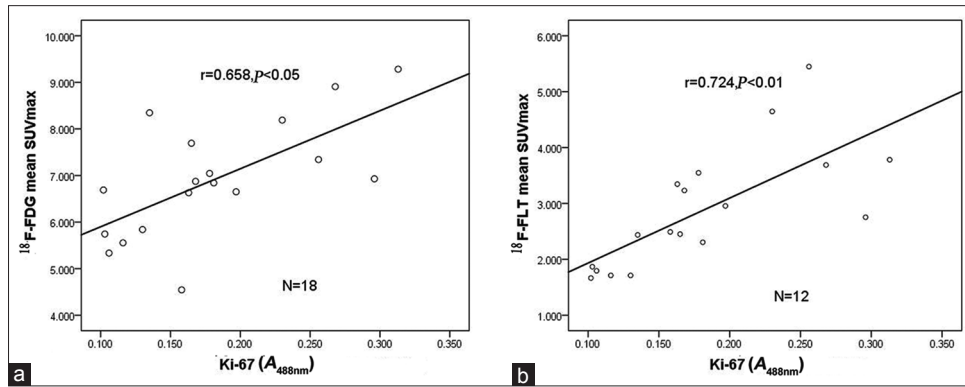 10.000
9.000
8.000
7.000
6.000
5.000
4.000
18F-FDG mean SUVmax
r=0.658,P<0.05
N=18
0.100 0.150 0.200 0.250 0.300 0.350
Ki-67 (A488nm)
a
6.000
5.000
4.000
3.000
2.000
1.000
18F-FLT mean SUVmax
r=0.724,P<0.01
N=12
0.100 0.150 0.200 0.250 0.300 0.350
Ki-67 (A488nm)
b